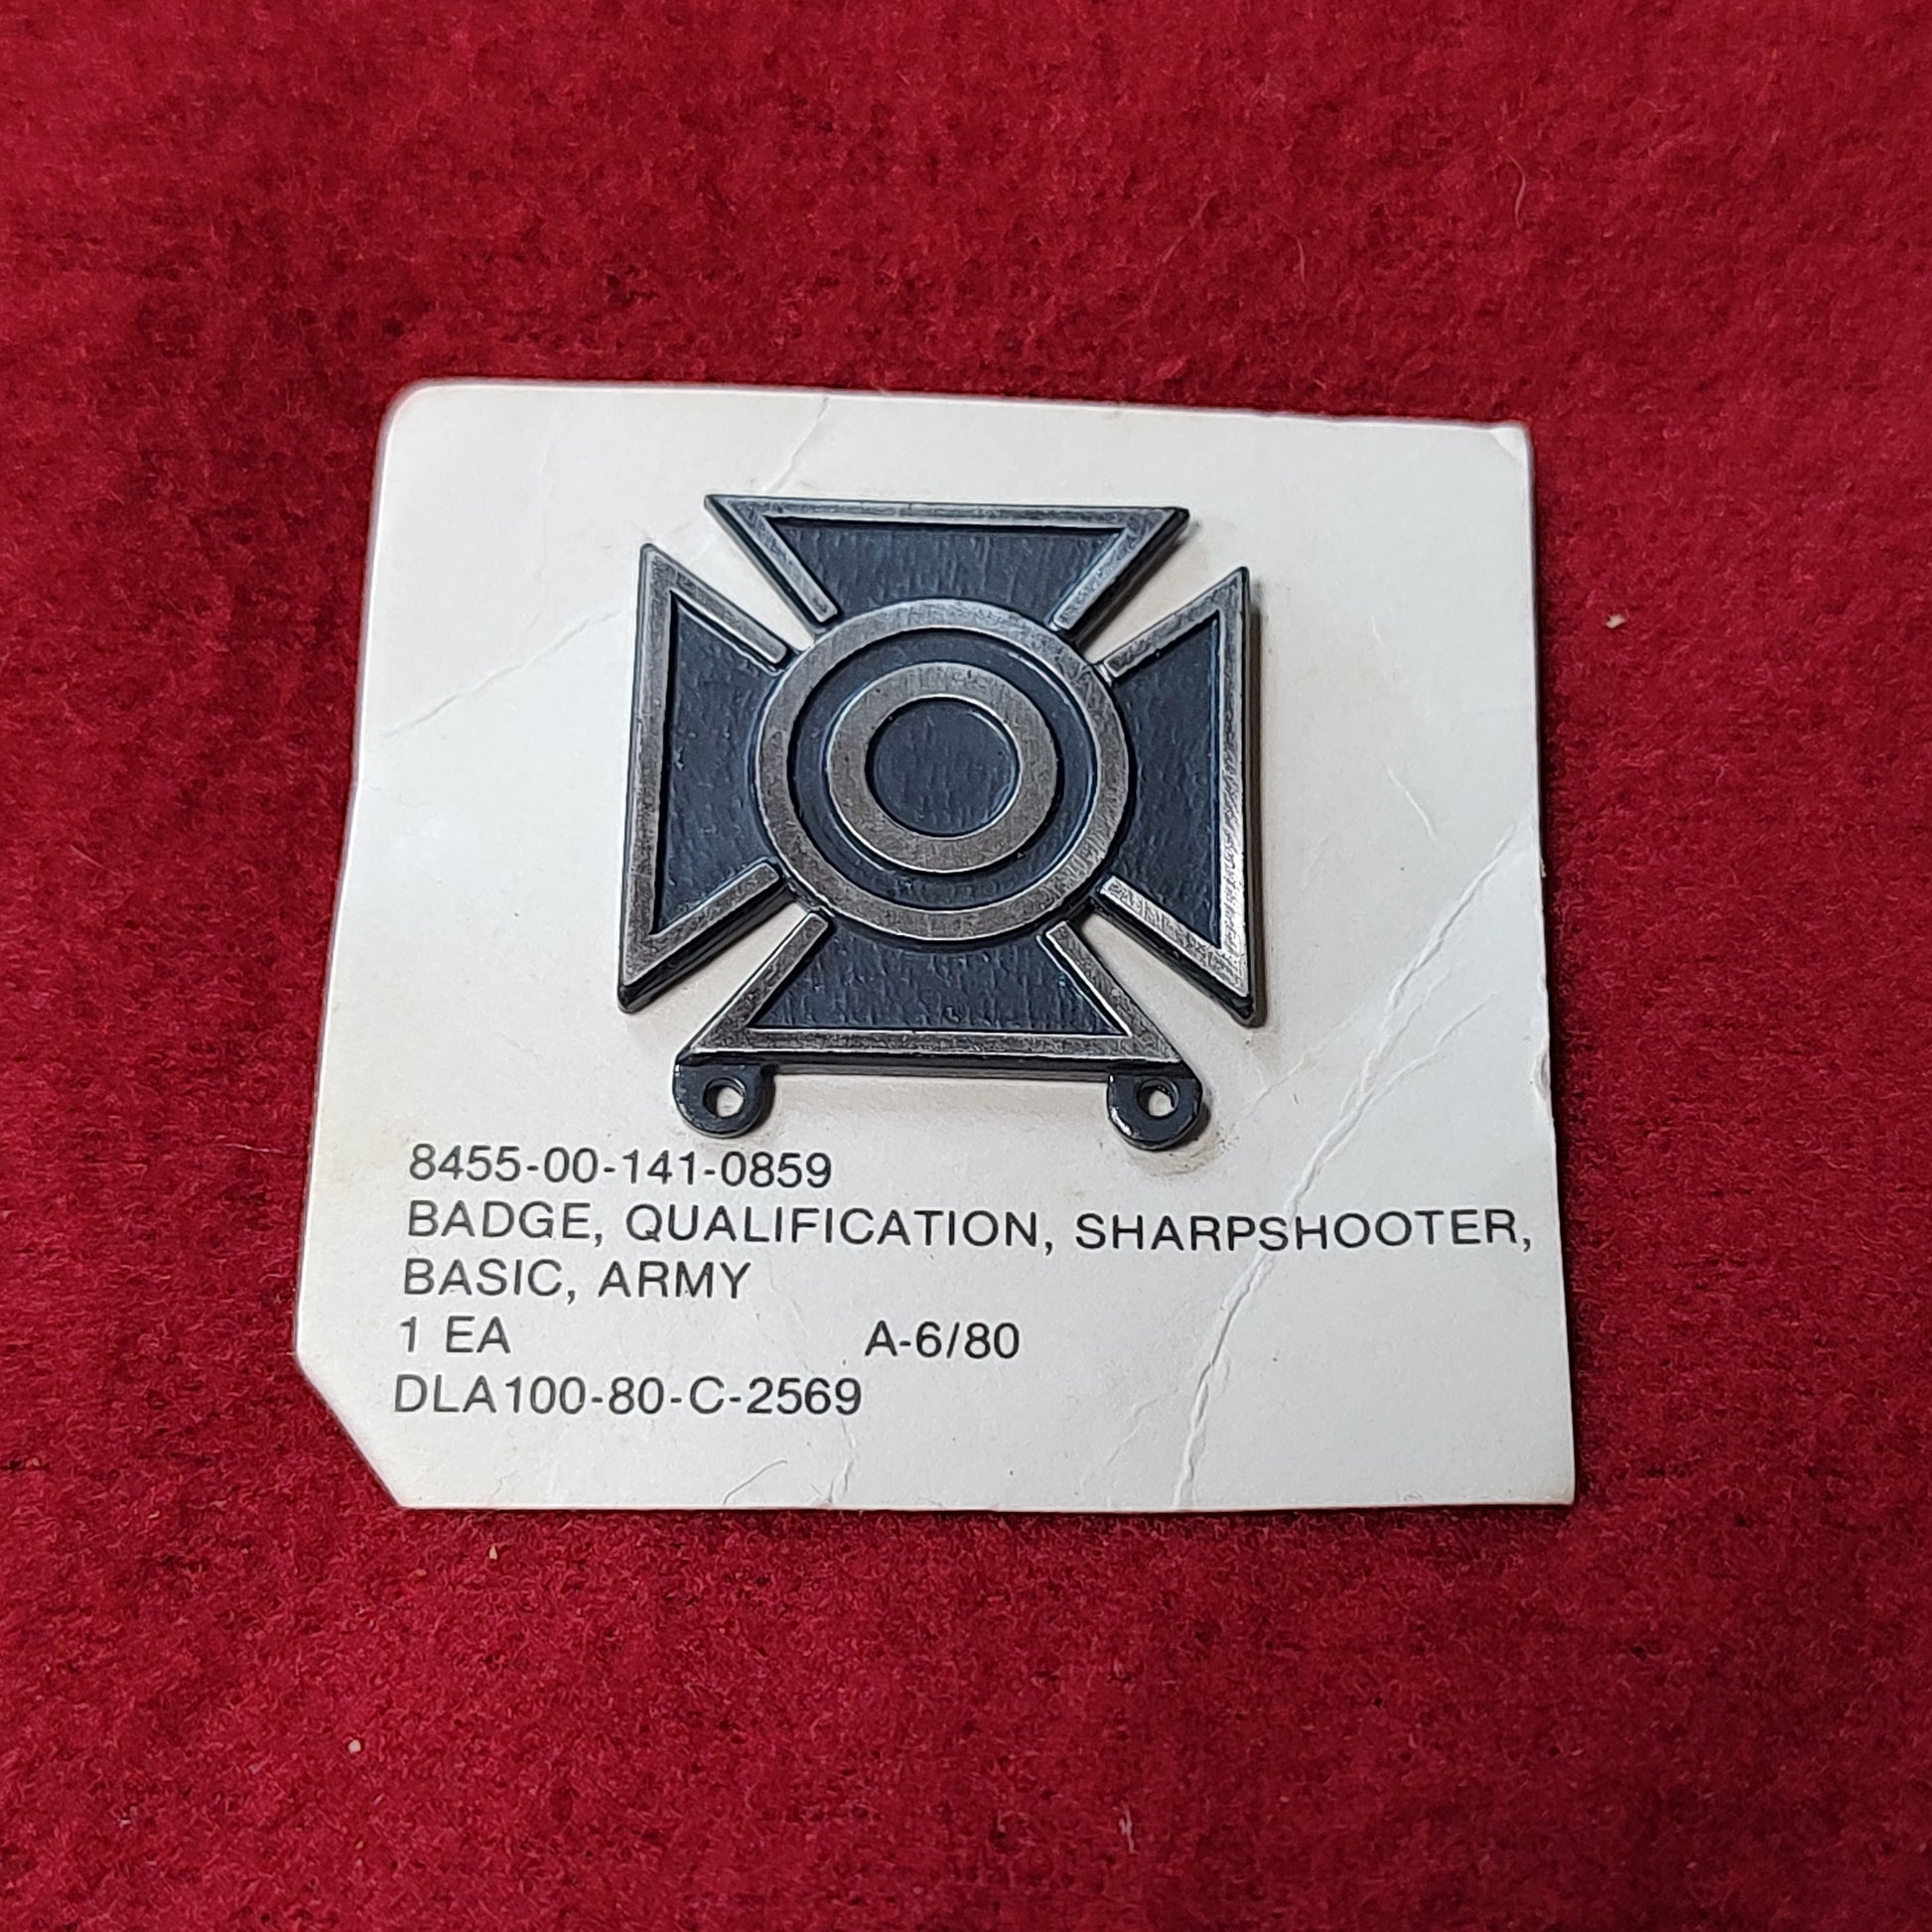 8455-00-141-0859
BADGE, QUALIFICATION, SHARPSHOOTER,
BASIC, ARMY
1 EA A-6/80
DLA100-80-C-2569